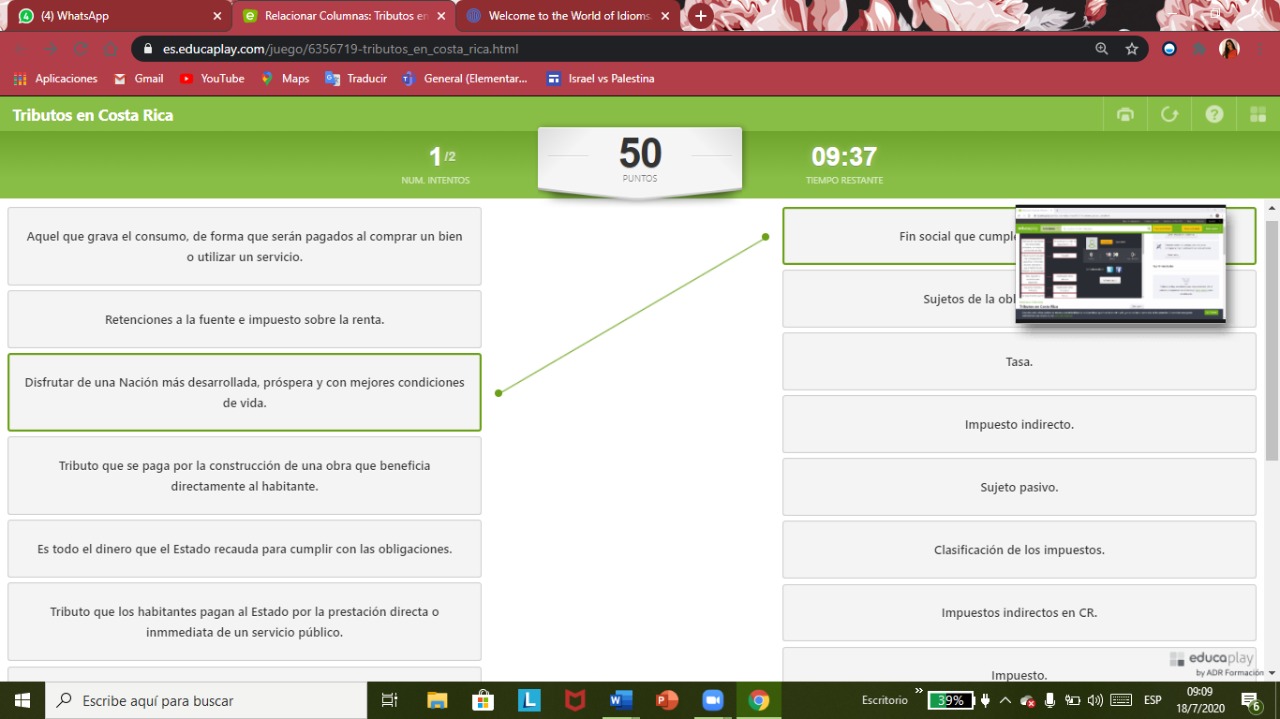 (4) WhatsApp
Relacionar Columnas: Tributos en
Welcome to the World of Idioms.
es.educaplay.com/juego/6356719-tributos_en_costa_rica.html
Aplicaciones
Gmail
YouTube
Maps
Traducir
General (Elementar...
Israel vs Palestina
Tributos en Costa Rica
1/2
NUM. INTENTOS
50
PUNTOS
09:37
TIEMPO RESTANTE
Aquel que grava el consumo, de forma que serán pagados al comprar un bien
o utilizar un servicio.
Retenciones a la fuente e impuesto sobre la renta.
Disfrutar de una Nación más desarrollada, próspera y con mejores condiciones
de vida.
Tributo que se paga por la construcción de una obra que beneficia
directamente al habitante.
Es todo el dinero que el Estado recauda para cumplir con las obligaciones.
Tributo que los habitantes pagan al Estado por la prestación directa o
inmmediata de un servicio público.
Fin social que
Sujetos de la
Tasa.
Impuesto indirecto.
Sujeto pasivo.
Clasificación de los impuestos.
Impuestos indirectos en CR.
Impuesto.
educaplay
by ADR Formación
Escribe aquí para buscar
Escritorio
39%
ESP
09:09
18/7/2020
6